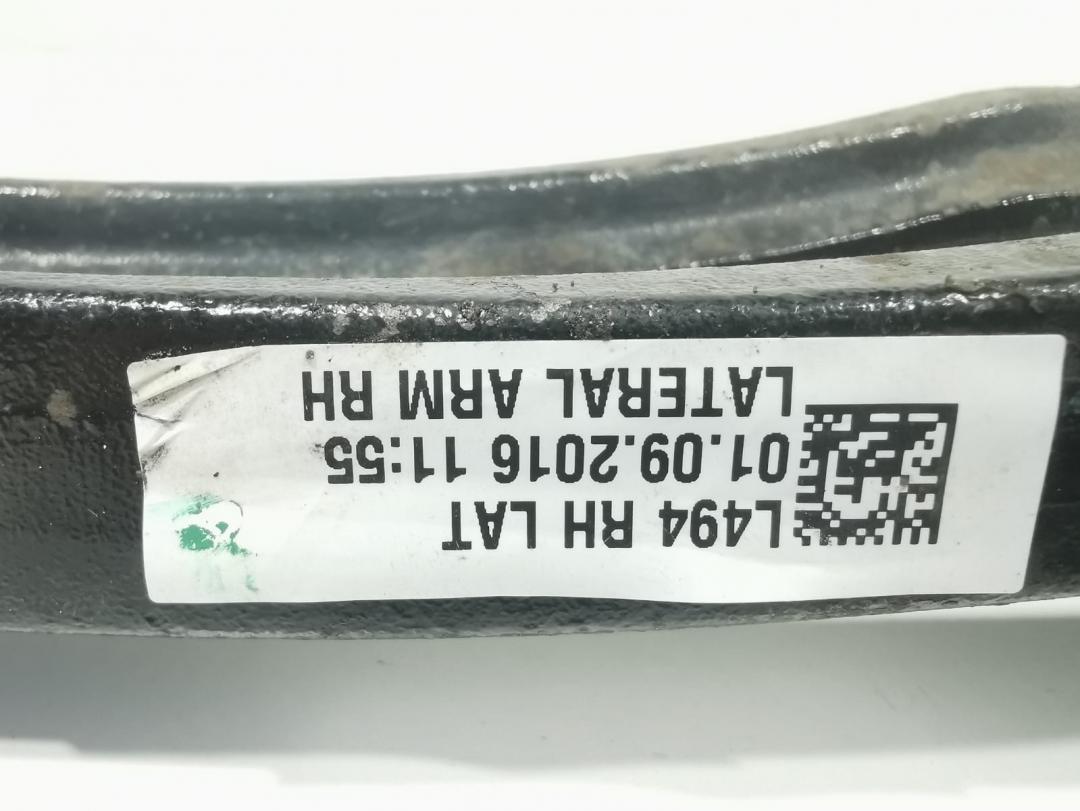 L494 RH LAT
01.09.2016 11:55
LATERAL ARM RH